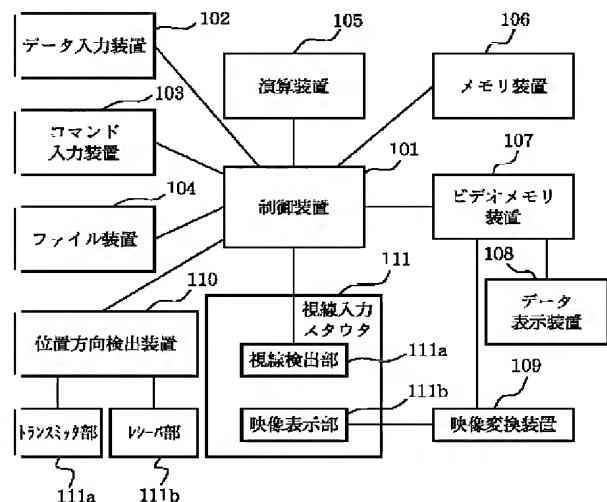 102
データ入力装置
105
演算装置
106
メモリ装置
103
コマンド
入力装置
101
制御装置
107
ビデオメモリ
装置
104
ファイル装置
108
データ
表示装置
110
位置方向検出装置
111
視線入力
メタウタ
視線検出部
111a
映像表示部
111b
109
映像変換装置
トランスミッタ部
レシーバ部
111a
111b